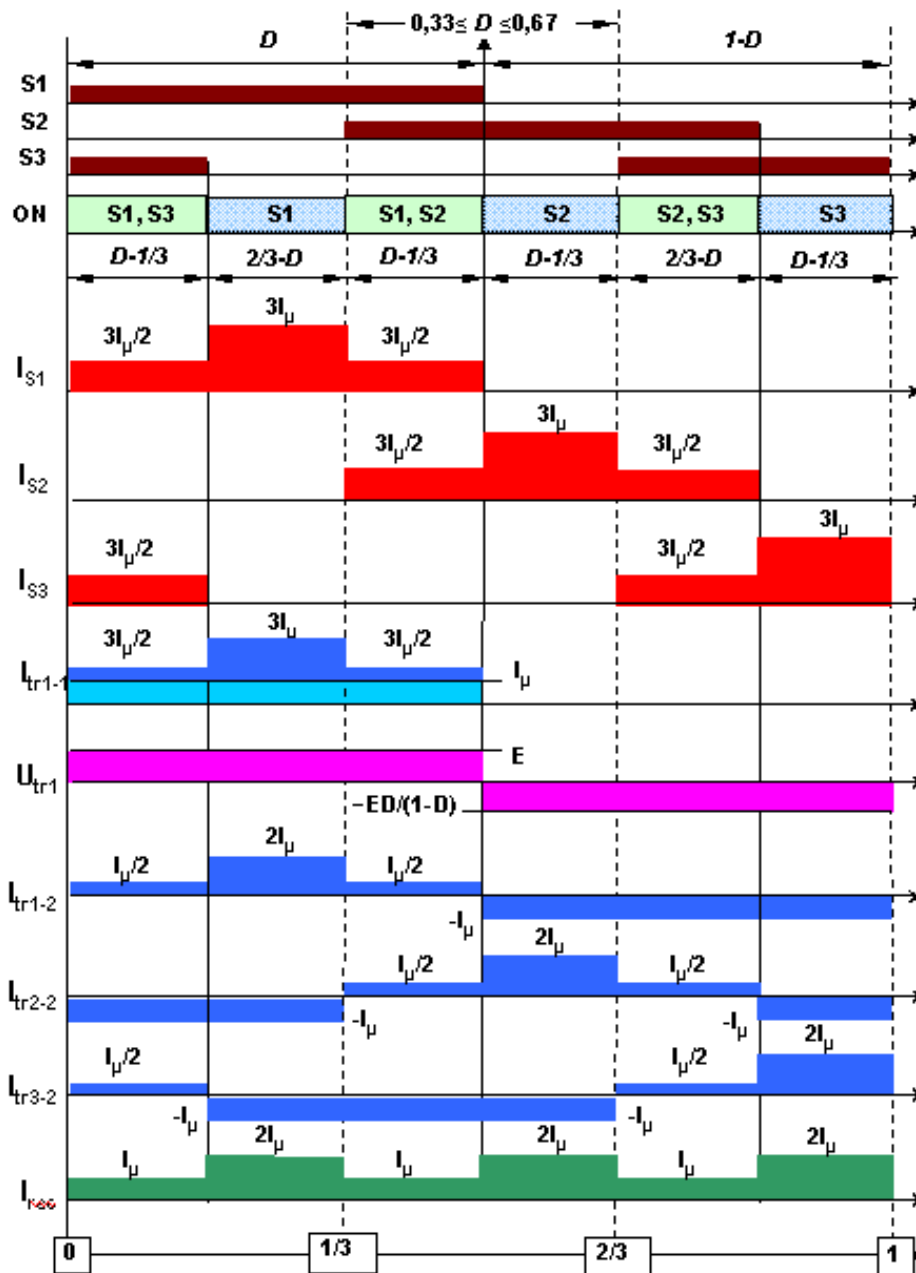 0,33≤ D ≤0,67
D 1-D
S1
S2
S3
ON S1, S3 S1 S1, S2 S2 S2, S3 S3
D-1/3 2/3-D D-1/3 D-1/3 2/3-D D-1/3
3Iμ/2 3Iμ 3Iμ/2
IS1
3Iμ/2 3Iμ 3Iμ/2
IS2
3Iμ/2 3Iμ/2 3Iμ
IS3
3Iμ/2 3Iμ 3Iμ/2
Itr1-1 Iμ
Utr1 E
–ED/(1-D)
Iμ/2 2Iμ Iμ/2
Itr1-2 -Iμ
Iμ/2 2Iμ Iμ/2
Itr2-2 -Iμ -Iμ
Iμ/2 Iμ/2 2Iμ
Itr3-2 -Iμ -Iμ
Iμ 2Iμ Iμ 2Iμ Iμ 2Iμ
0 1/3 2/3 1